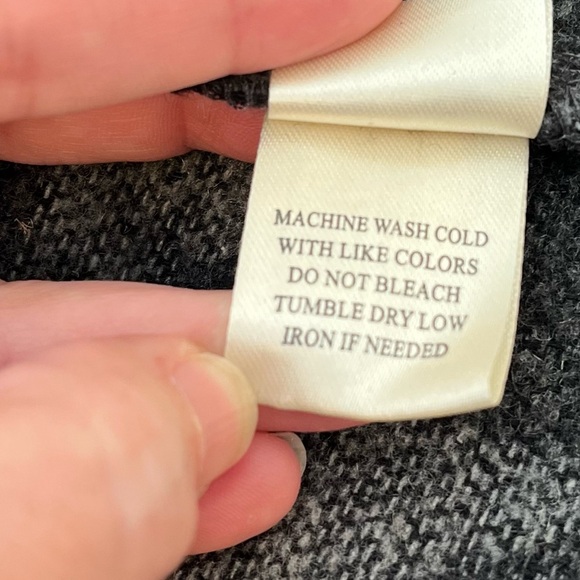 MACHINE WASH COLD
WITH LIKE COLORS
DO NOT BLEACH
TUMBLE DRY LOW
IRON IF NEEDED